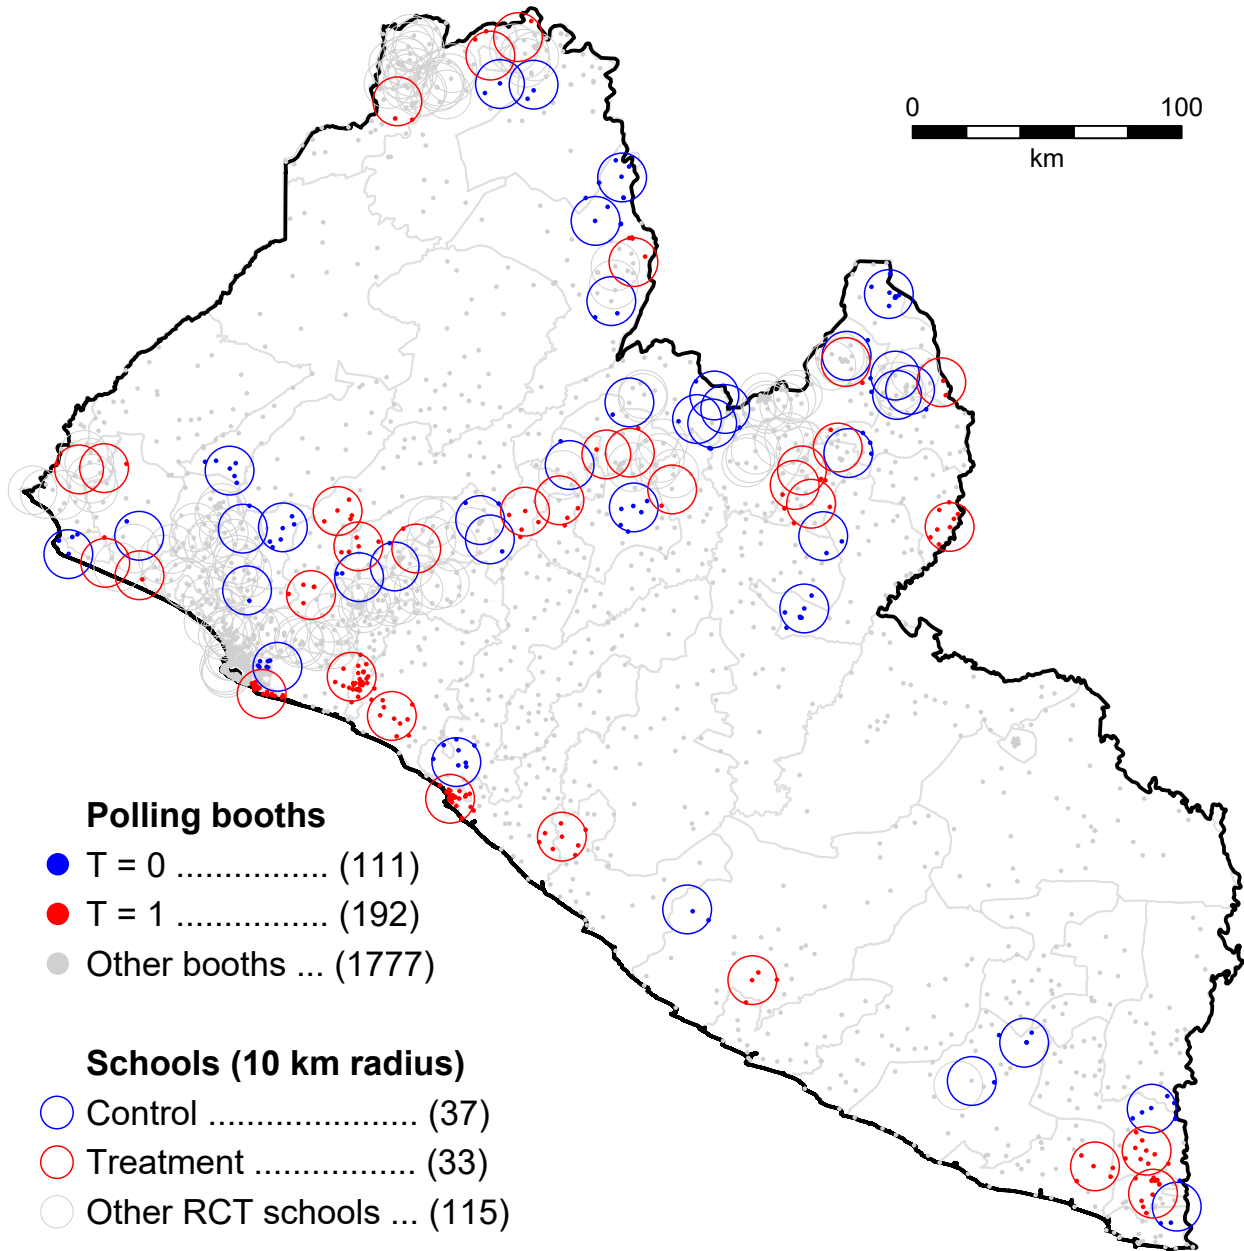 0 100
km
Polling booths
T = 0 ................ (111)
T = 1 ................ (192)
Other booths ... (1777)
Schools (10 km radius)
Control ...................... (37)
Treatment ................. (33)
Other RCT schools ... (115)